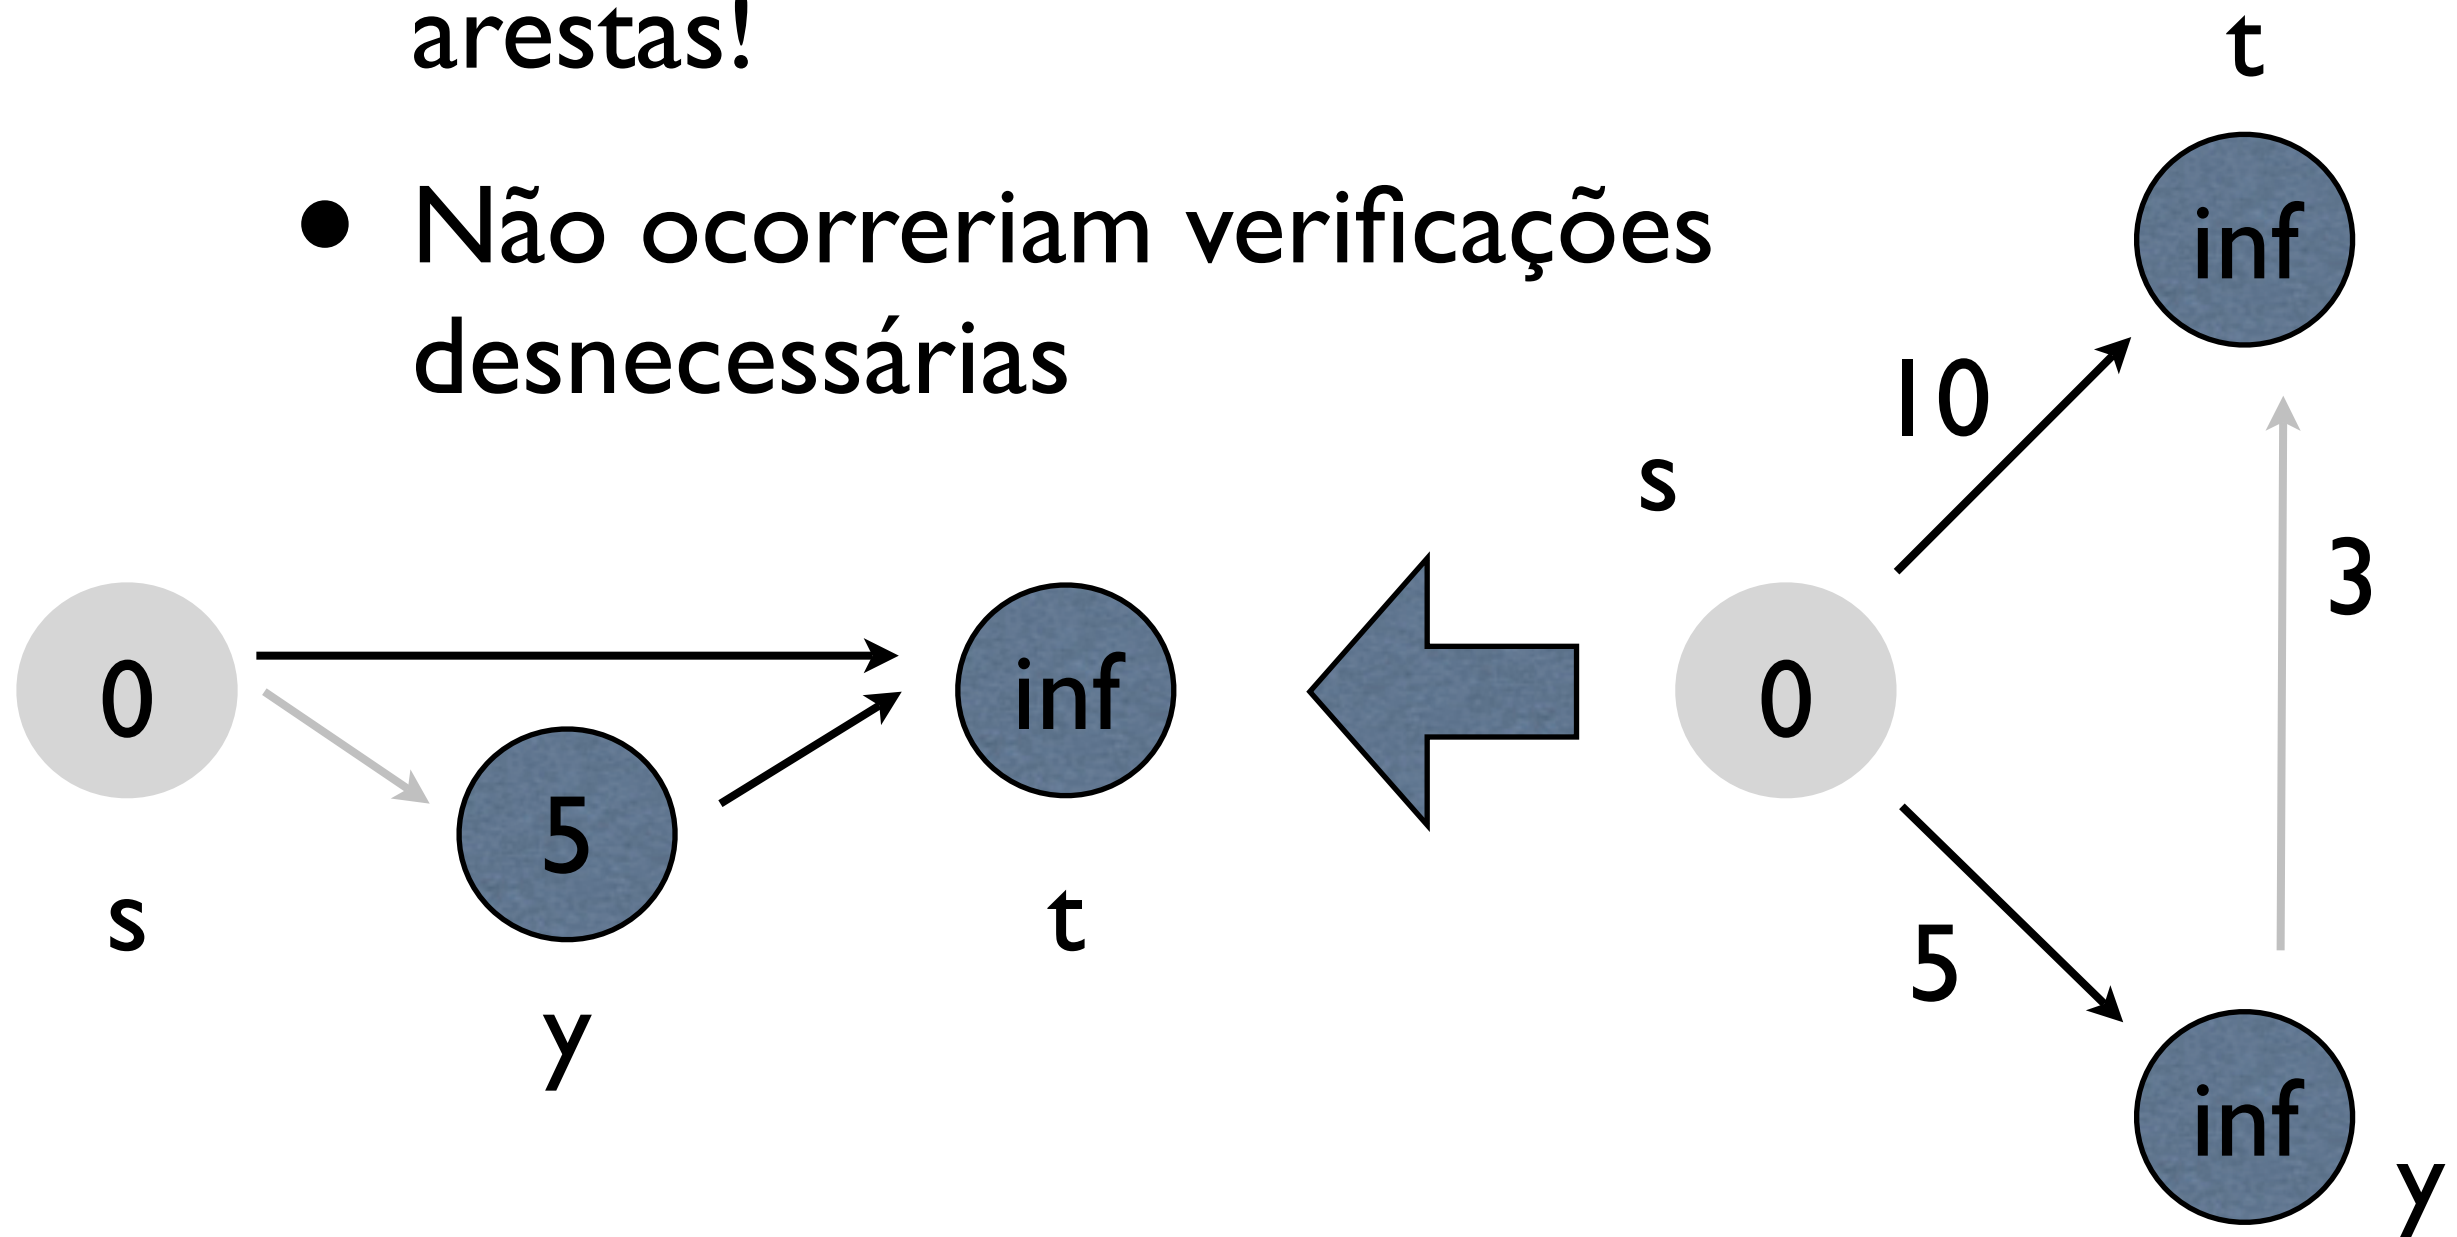 arestas!
• Não ocorreriam verificações
desnecessárias
t
inf
10
s
3
0
inf
0
5
s
t
y
5
inf
y